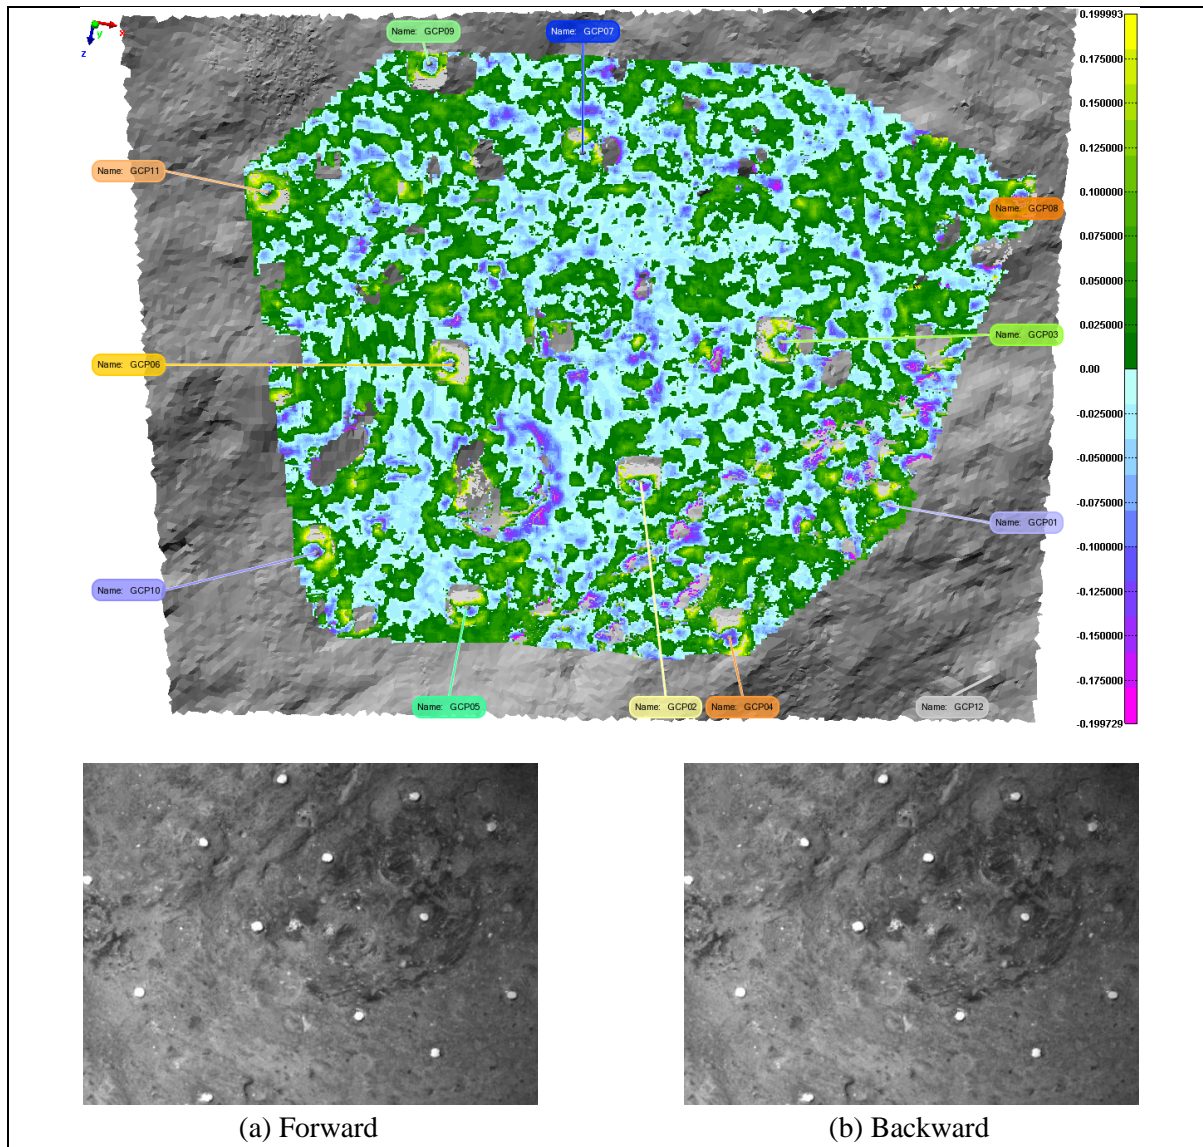 Name: GCP09
Name: GCP07
0.199993
x
y
z
0.150000
0.125000
Name: GCP11
0.100000
Name: GCP08
0.075000
0.050000
0.025000
Name: GCP03
Name: GCP06
0.00
-0.025000
-0.050000
-0.075000
Name: GCP01
-0.100000
Name: GCP10
-0.125000
-0.150000
-0.175000
Name: GCP05
Name: GCP02
Name: GCP04
Name: GCP12
-0.199729
(a) Forward
(b) Backward